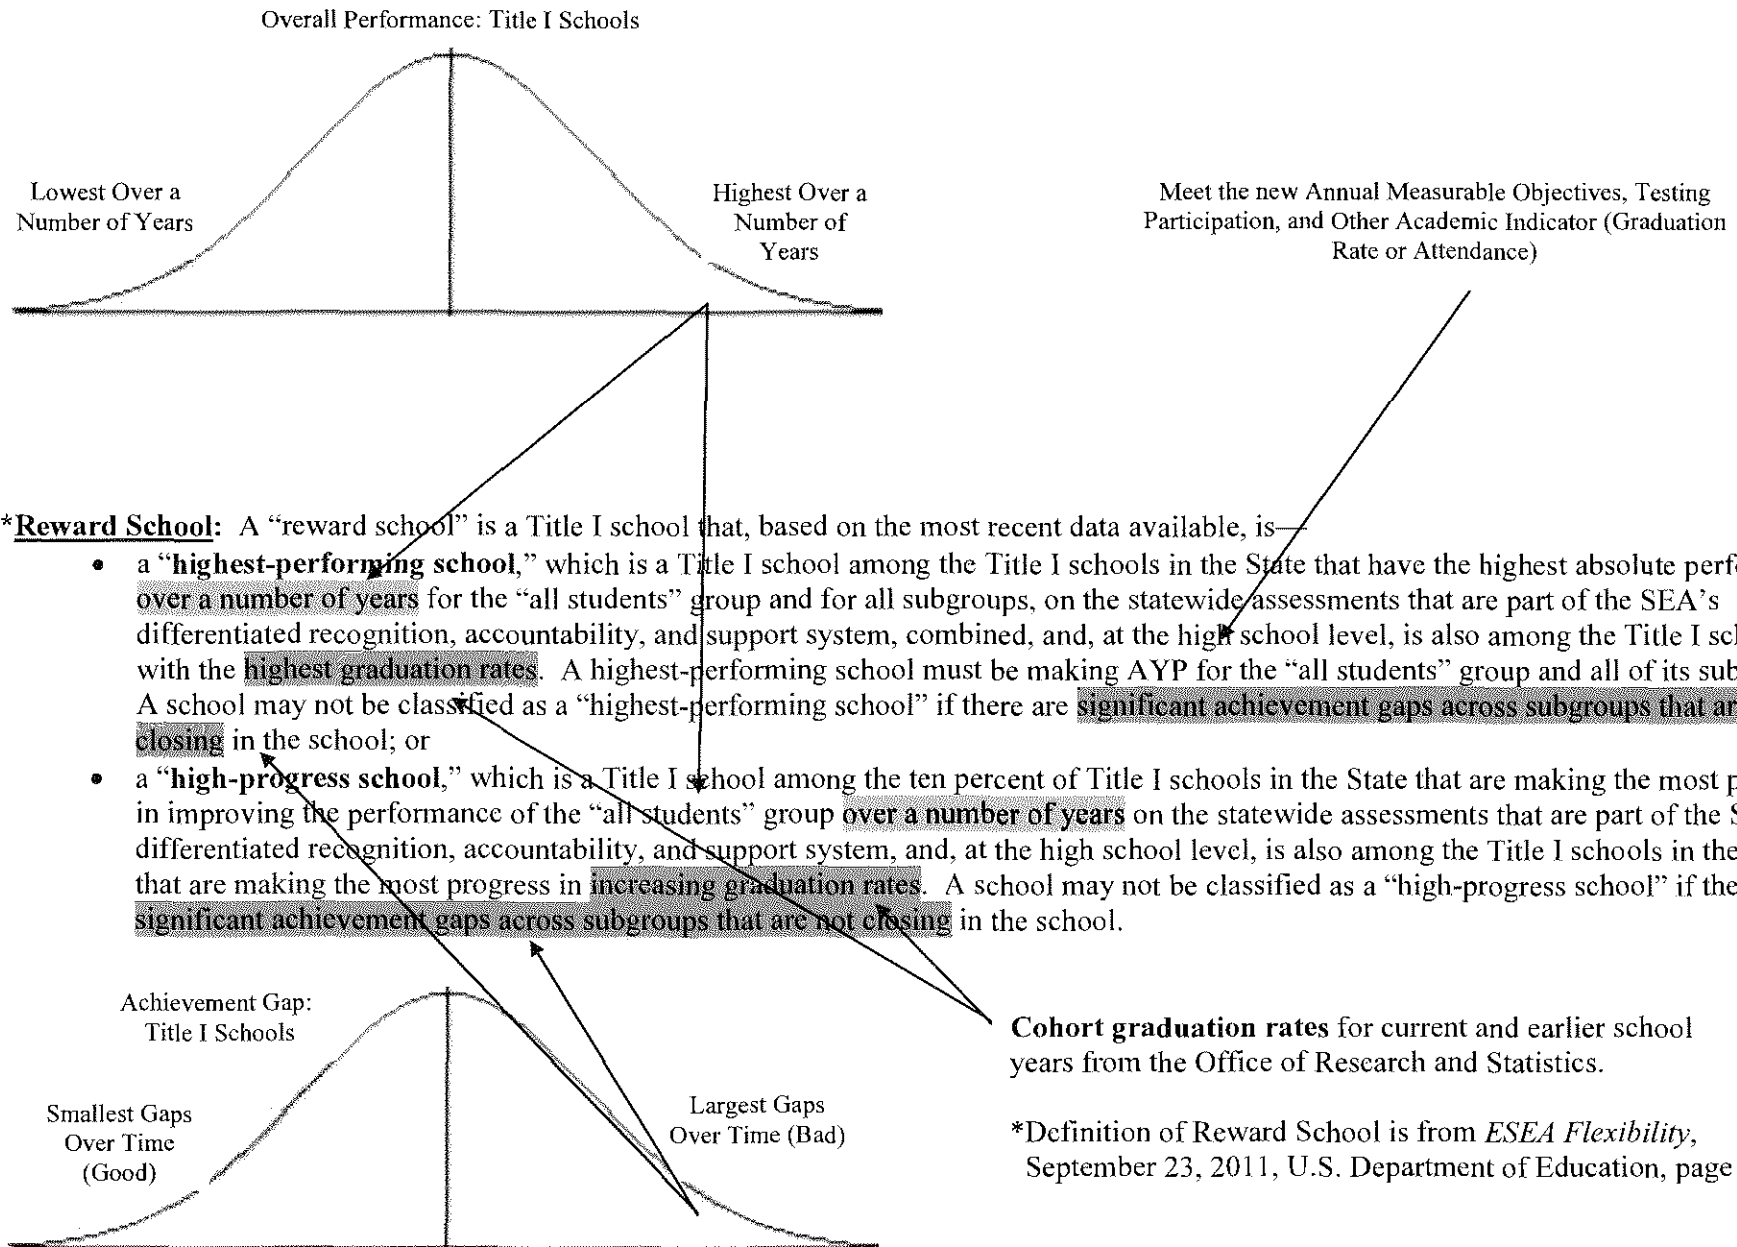 Overall Performance: Title I Schools
Lowest Over a
Number of Years
Highest Over a
Number of
Years
Meet the new Annual Measurable Objectives, Testing
Participation, and Other Academic Indicator (Graduation
Rate or Attendance)
*Reward School: A “reward school” is a Title I school that, based on the most recent data available, is—
• a “highest-performing school,” which is a Title I school among the Title I schools in the State that have the highest absolute
over a number of years for the “all students” group and for all subgroups, on the statewide assessments that are part of the SEA’s
differentiated recognition, accountability, and support system, combined, and, at the high school level, is also among the Title I
with the highest graduation rates. A highest-performing school must be making AYP for the “all students” group and all of its
A school may not be classified as a “highest-performing school” if there are significant achievement gaps across subgroups that
closing in the school; or
• a “high-progress school,” which is a Title I school among the ten percent of Title I schools in the State that are making the most
in improving the performance of the “all students” group over a number of years on the statewide assessments that are part of the
differentiated recognition, accountability, and support system, and, at the high school level, is also among the Title I schools in the
that are making the most progress in increasing graduation rates. A school may not be classified as a “high-progress school” if
significant achievement gaps across subgroups that are not closing in the school.
Achievement Gap:
Title I Schools
Smallest Gaps
Over Time
(Good)
Largest Gaps
Over Time (Bad)
Cohort graduation rates for current and earlier school
years from the Office of Research and Statistics.
*Definition of Reward School is from ESEA Flexibility,
September 23, 2011, U.S. Department of Education, page